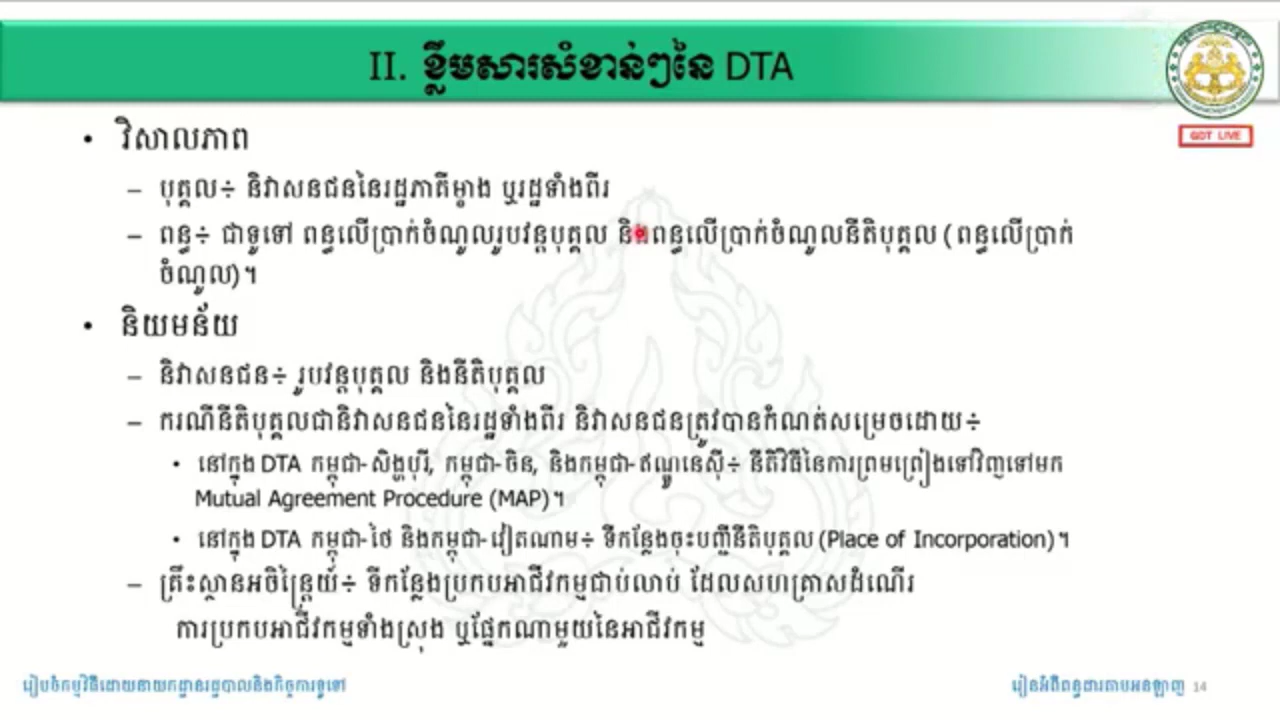 II. ខ្លឹមសារសំខាន់ៗនៃ DTA
GDT LIVE
• វិសាលភាព
– បុគ្គល÷ និវាសនជននៃរដ្ឋភាគីម្ខាង ឬរដ្ឋទាំងពីរ
– ពន្ធ÷ ជាទូទៅ ពន្ធលើប្រាក់ចំណូលរូបវន្តបុគ្គល និងពន្ធលើប្រាក់ចំណូលនីតិបុគ្គល (ពន្ធលើប្រាក់
ចំណូល)។
• និយមន័យ
– និវាសនជន÷ រូបវន្តបុគ្គល និងនីតិបុគ្គល
– ករណីនីតិបុគ្គលជានិវាសនជននៃរដ្ឋទាំងពីរ និវាសនជនត្រូវបានកំណត់សម្រេចដោយ÷
• នៅក្នុង DTA កម្ពុជា-សិង្ហបុរី, កម្ពុជា-ចិន, និងកម្ពុជា-ឥណ្ឌូនេស៊ី÷ នីតិវិធីនៃការព្រមព្រៀងទៅវិញទៅមក
Mutual Agreement Procedure (MAP)។
• នៅក្នុង DTA កម្ពុជា-ថៃ និងកម្ពុជា-វៀតណាម÷ ទីកន្លែងចុះបញ្ជីនីតិបុគ្គល (Place of Incorporation)។
– គ្រឹះស្ថានអចិន្ត្រៃយ៍÷ ទីកន្លែងប្រកបអាជីវកម្មជាប់លាប់ ដែលសហគ្រាសដំណើរ
ការប្រកបអាជីវកម្មទាំងស្រុង ឬផ្នែកណាមួយនៃអាជីវកម្ម
រៀបចំកម្មវិធីដោយនាយកដ្ឋានរដ្ឋបាលនិងកិច្ចការទូទៅ
រៀនអំពីពន្ធដារតាមអនឡាញ 14